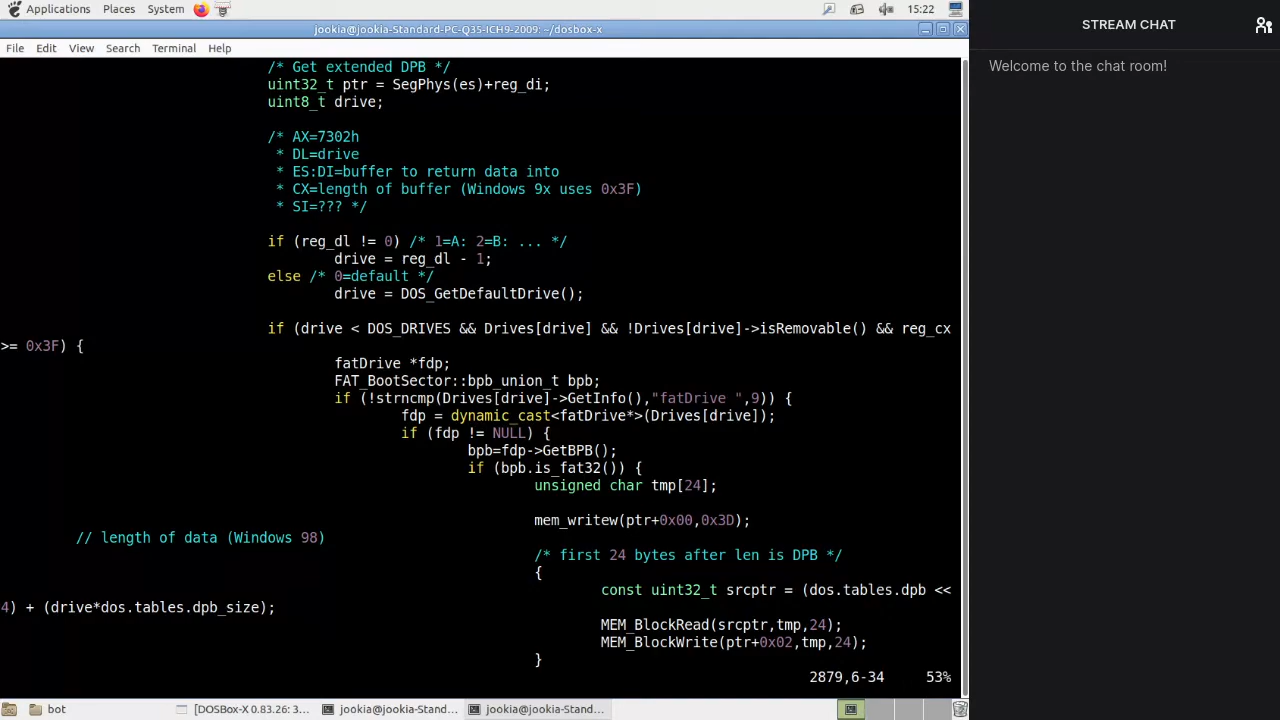 Applications Places System 15:22
jookia@jookia-Standard-PC-Q35-ICH9-2009: ~/dosbox-x
File Edit View Search Terminal Help
/* Get extended DPB */
uint32_t ptr = SegPhys(es)+reg_di;
uint8_t drive;
/* AX=7302h
* DL=drive
* ES:DI=buffer to return data into
* CX=length of buffer (Windows 9x uses 0x3F)
* SI=??? */
if (reg_dl != 0) /* 1=A: 2=B: ... */
drive = reg_dl - 1;
else /* 0=default */
drive = DOS_GetDefaultDrive();
if (drive < DOS_DRIVES && Drives[drive] && !Drives[drive]->isRemovable() && reg_cx
>= 0x3F) {
fatDrive *fdp;
FAT_BootSector::bpb_union_t bpb;
if (!strncmp(Drives[drive]->GetInfo(),"fatDrive ",9)) {
fdp = dynamic_cast<fatDrive*>(Drives[drive]);
if (fdp != NULL) {
bpb=fdp->GetBPB();
if (bpb.is_fat32()) {
unsigned char tmp[24];
mem_writew(ptr+0x00,0x3D);
// length of data (Windows 98)
/* first 24 bytes after len is DPB */
{
const uint32_t srcptr = (dos.tables.dpb <<
4) + (drive*dos.tables.dpb_size);
MEM_BlockRead(srcptr,tmp,24);
MEM_BlockWrite(ptr+0x02,tmp,24);
}
2879,6-34 53%
bot [DOSBox-X 0.83.26: 3... jookia@jookia-Stand... jookia@jookia-Stand...
STREAM CHAT
Welcome to the chat room!